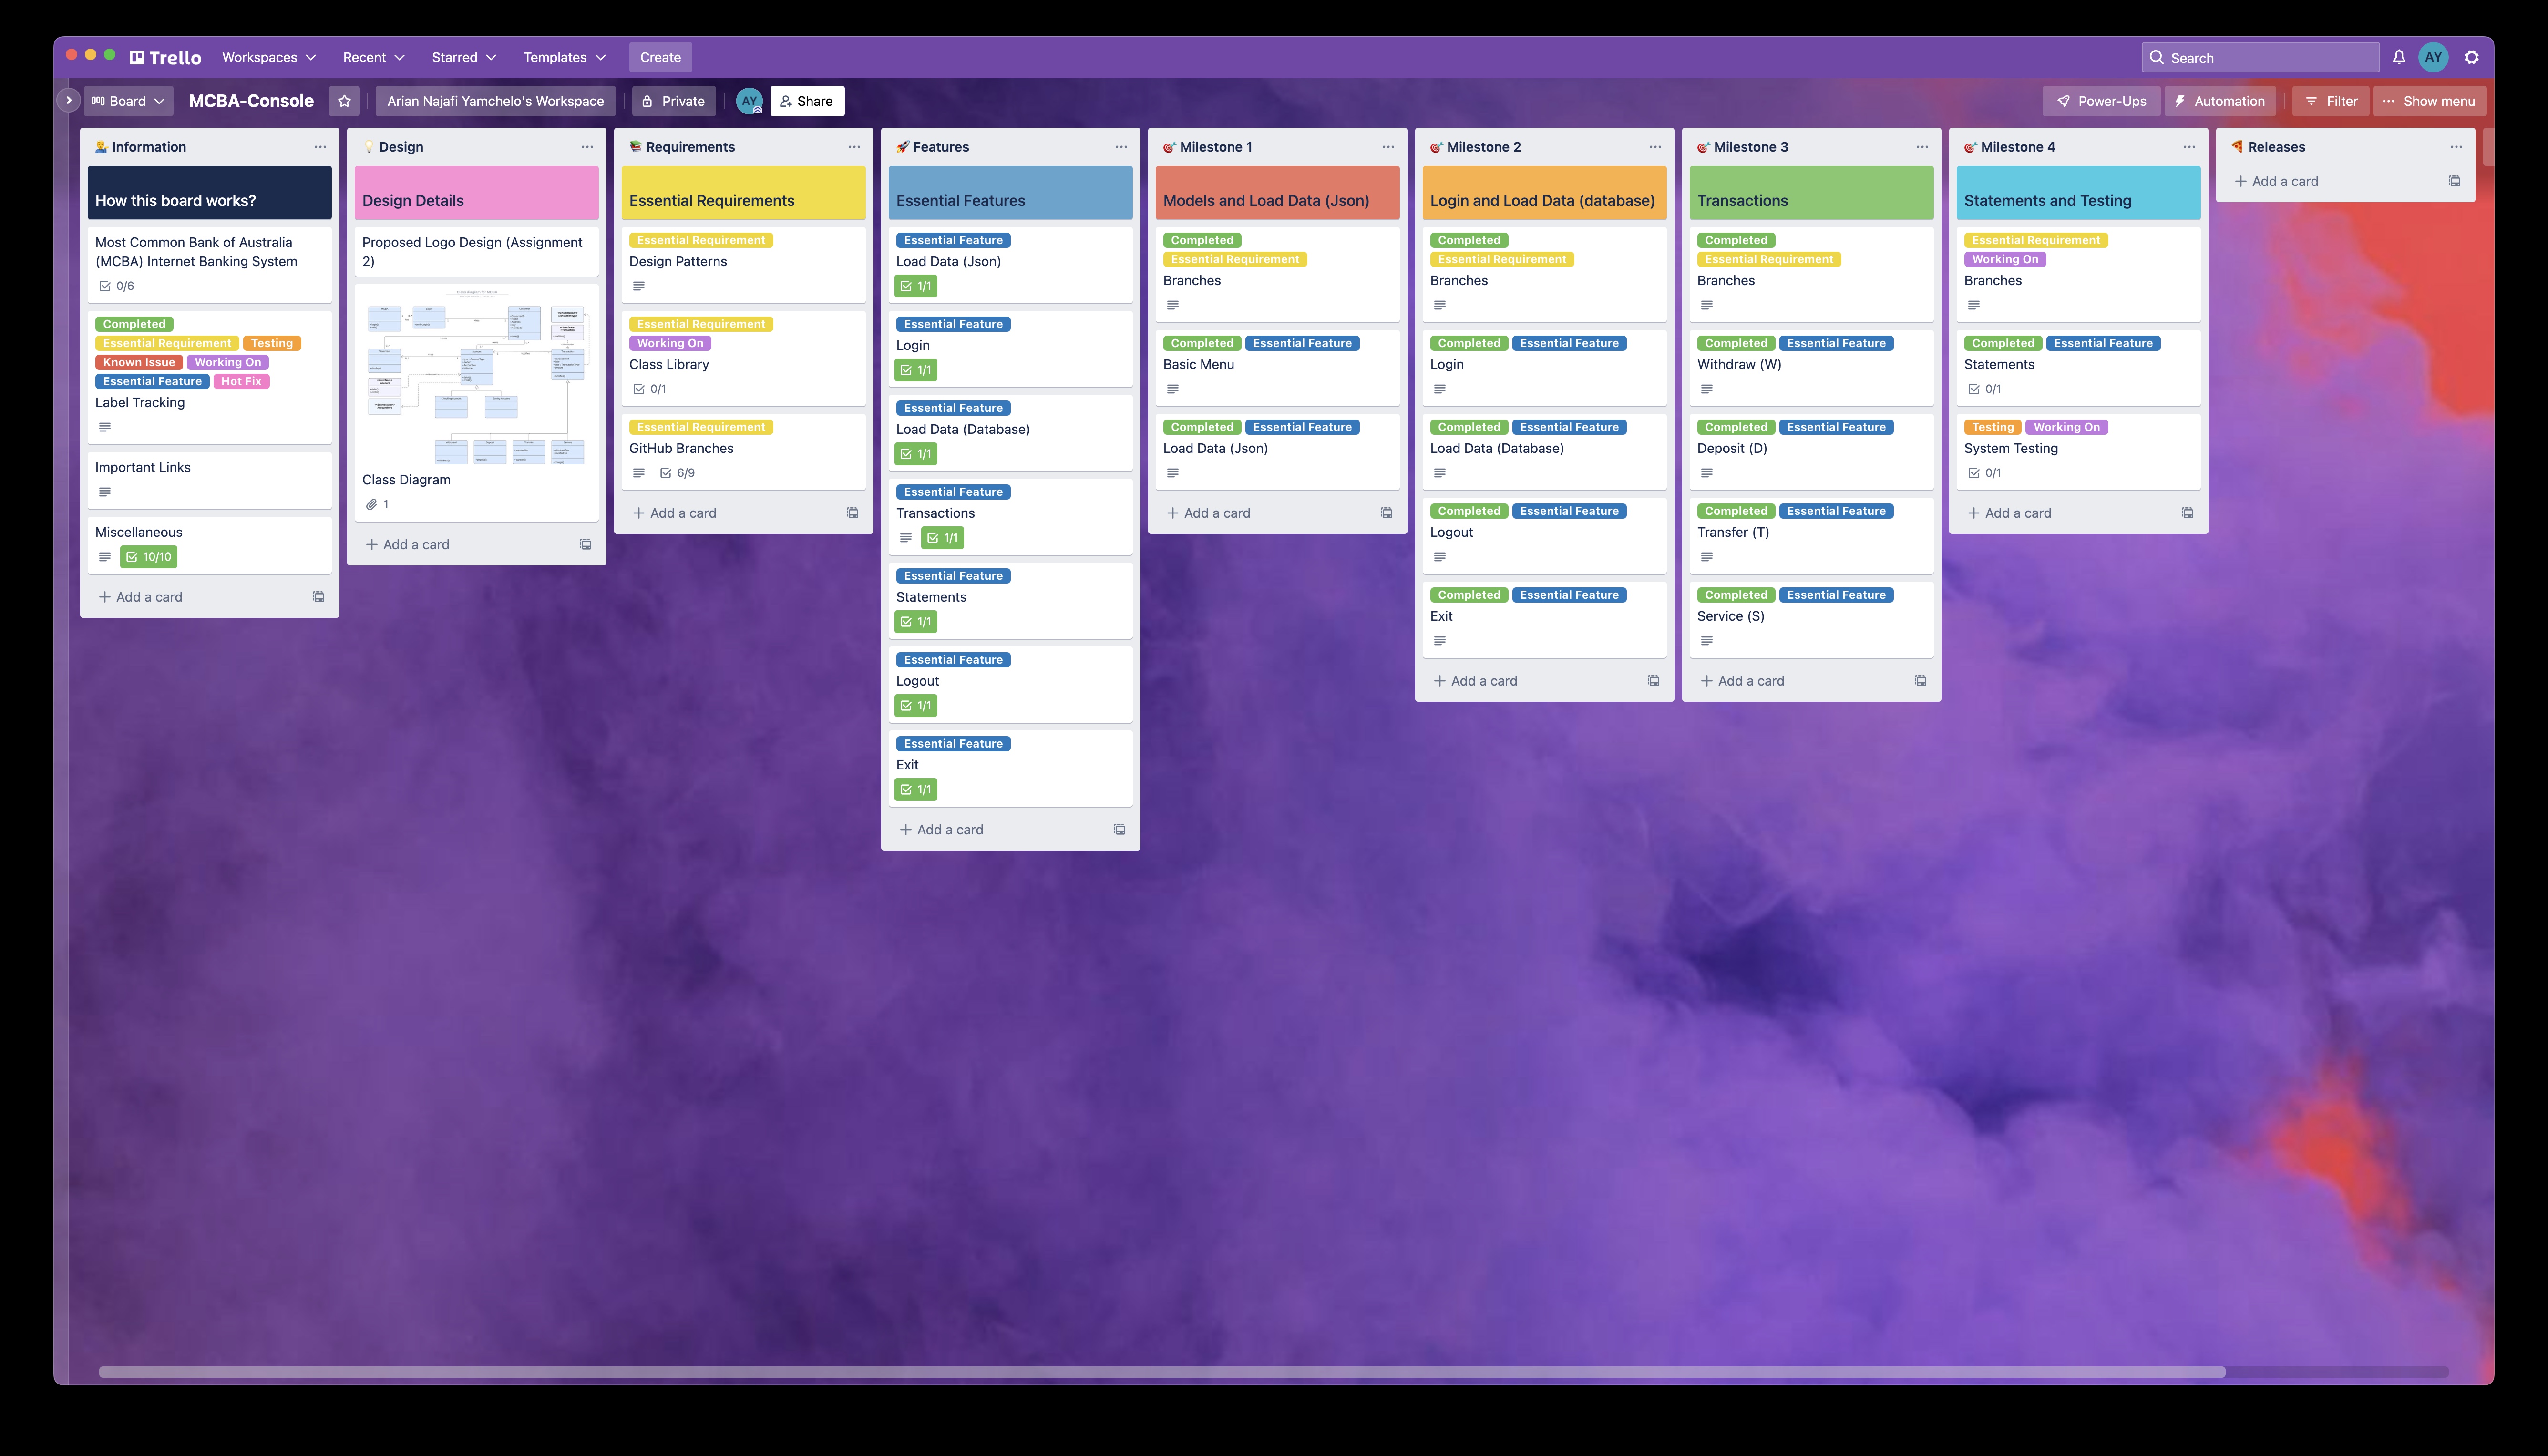 Trello
Workspaces
Recent
Starred
Templates
Create
Search
AY
Board
MCBA-Console
Arian Najafi Yamchelo's Workspace
Private
AY
Share
Power-Ups
Automation
Filter
Show menu
Information
How this board works?
Most Common Bank of Australia
(MCBA) Internet Banking System
0/6
Completed
Essential Requirement Testing
Known Issue Working On
Essential Feature Hot Fix
Label Tracking
Important Links
Miscellaneous
10/10
Add a card
Design
Design Details
Proposed Logo Design (Assignment
2)
Class Diagram
1
Add a card
Requirements
Essential Requirements
Essential Requirement
Design Patterns
Essential Requirement
Working On
Class Library
0/1
Essential Requirement
GitHub Branches
6/9
Add a card
Features
Essential Features
Essential Feature
Load Data (Json)
1/1
Essential Feature
Login
1/1
Essential Feature
Load Data (Database)
1/1
Essential Feature
Transactions
1/1
Essential Feature
Statements
1/1
Essential Feature
Logout
1/1
Essential Feature
Exit
1/1
Add a card
Milestone 1
Models and Load Data (Json)
Completed
Essential Requirement
Branches
Completed Essential Feature
Basic Menu
Completed Essential Feature
Load Data (Json)
Add a card
Milestone 2
Login and Load Data (database)
Completed
Essential Requirement
Branches
Completed Essential Feature
Login
Completed Essential Feature
Load Data (Database)
Completed Essential Feature
Logout
Completed Essential Feature
Exit
Add a card
Milestone 3
Transactions
Completed
Essential Requirement
Branches
Completed Essential Feature
Withdraw (W)
Completed Essential Feature
Deposit (D)
Completed Essential Feature
Transfer (T)
Completed Essential Feature
Service (S)
Add a card
Milestone 4
Statements and Testing
Essential Requirement
Working On
Branches
Completed Essential Feature
Statements
0/1
Testing Working On
System Testing
0/1
Add a card
Releases
Add a card